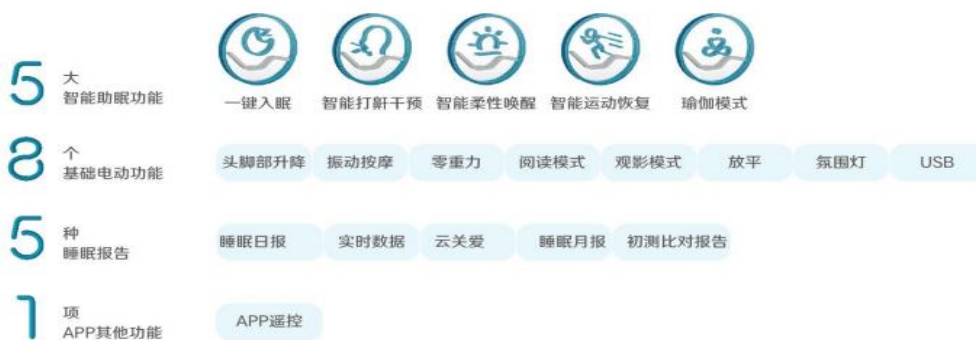 5 大
智能助眠功能
一键入眠 智能打鼾干预 智能柔性唤醒 智能运动恢复 瑜伽模式
8 个
基础电动功能
头脚部升降 振动按摩 零重力 阅读模式 观影模式 放平 氛围灯 USB
5 种
睡眠报告
睡眠日报 实时数据 云关爱 睡眠月报 初测比对报告
1 项
APP其他功能
APP遥控